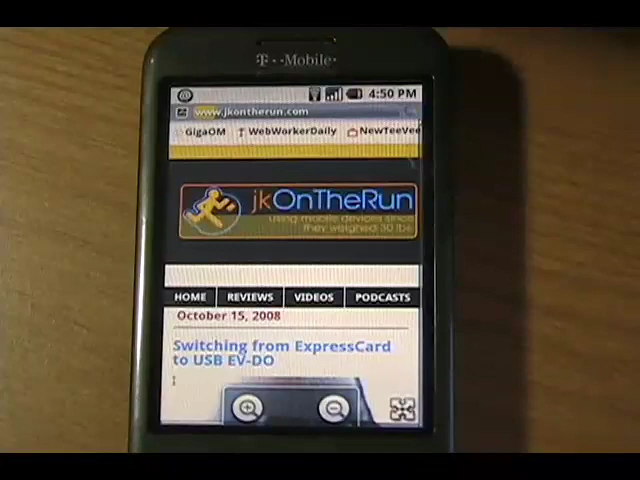 T··Mobile·
4:50 PM
www.jkontherun.com
GigaOM WebWorkerDaily NewTeeVee
jkOnTheRun
using mobile devices since
they weighed 30 lbs
HOME REVIEWS VIDEOS PODCASTS
October 15, 2008
Switching from ExpressCard
to USB EV-DO